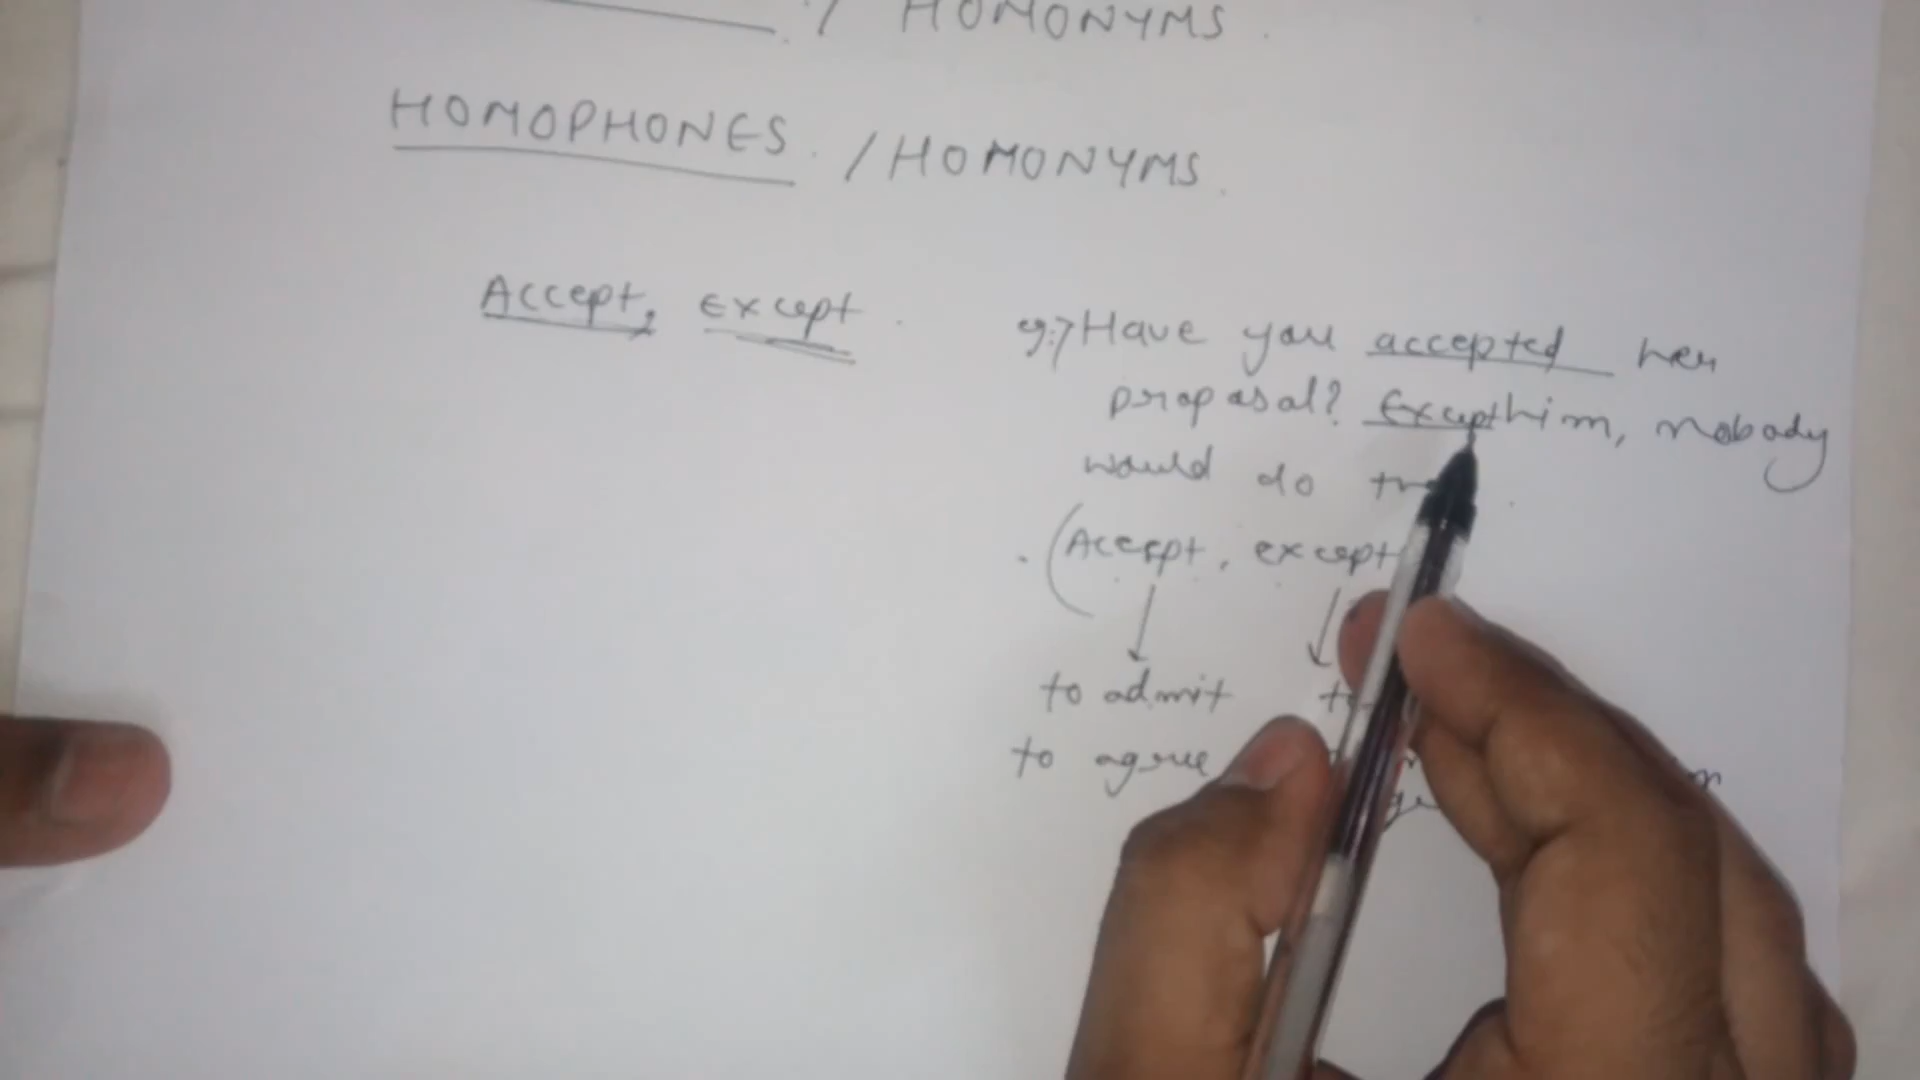 / HOMONYMS.
HOMOPHONES. / HOMONYMS.
Accept, Except.
eg:> Have you accepted her
proposal? Except him, nobody
would do
(Accept, except
to admit
to agree